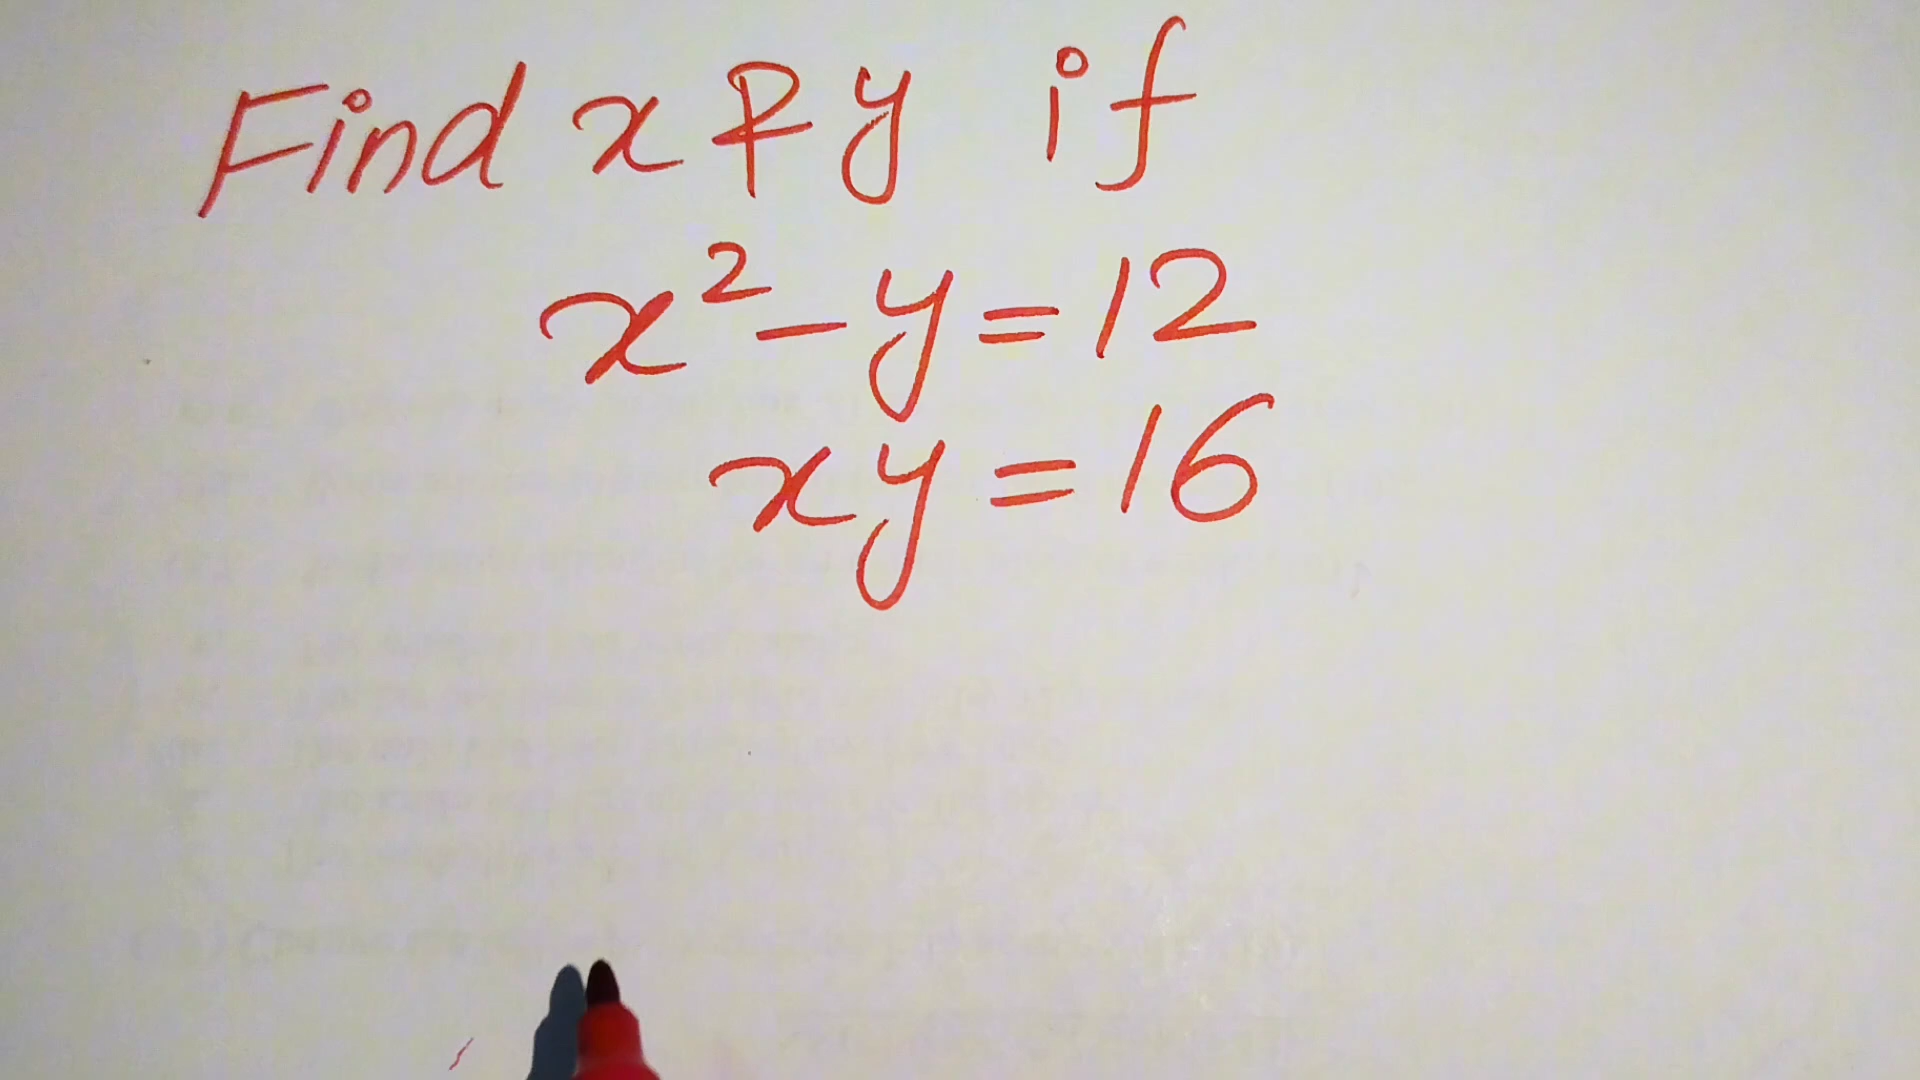 Find x & y if
x² - y = 12
xy = 16